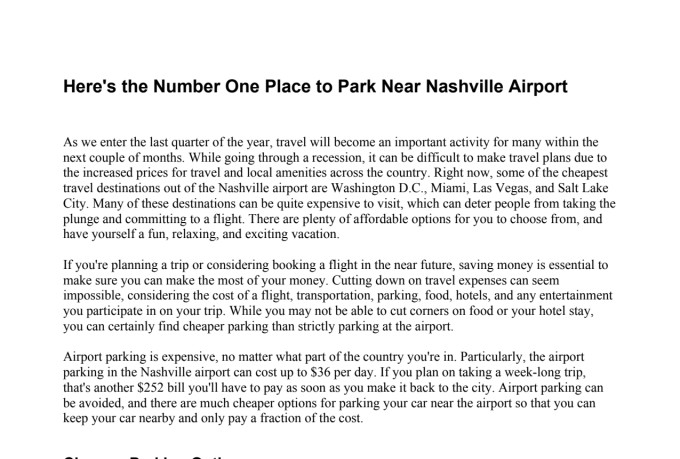 Here's the Number One Place to Park Near Nashville Airport
As we enter the last quarter of the year, travel will become an important activity for many within the
next couple of months. While going through a recession, it can be difficult to make travel plans due to
the increased prices for travel and local amenities across the country. Right now, some of the cheapest
travel destinations out of the Nashville airport are Washington D.C., Miami, Las Vegas, and Salt Lake
City. Many of these destinations can be quite expensive to visit, which can deter people from taking the
plunge and committing to a flight. There are plenty of affordable options for you to choose from, and
have yourself a fun, relaxing, and exciting vacation.
If you're planning a trip or considering booking a flight in the near future, saving money is essential to
make sure you can make the most of your money. Cutting down on travel expenses can seem
impossible, considering the cost of a flight, transportation, parking, food, hotels, and any entertainment
you participate in on your trip. While you may not be able to cut corners on food or your hotel stay,
you can certainly find cheaper parking than strictly parking at the airport.
Airport parking is expensive, no matter what part of the country you're in. Particularly, the airport
parking in the Nashville airport can cost up to $36 per day. If you plan on taking a week-long trip,
that's another $252 bill you'll have to pay as soon as you make it back to the city. Airport parking can
be avoided, and there are much cheaper options for parking your car near the airport so that you can
keep your car nearby and only pay a fraction of the cost.